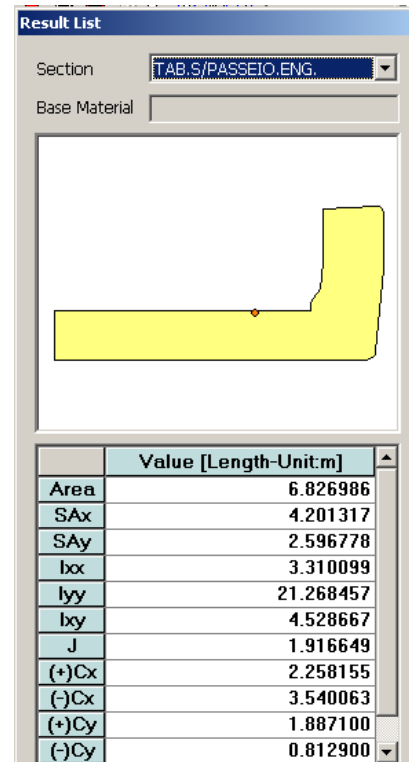 Result List
Section TAB.S/PASSEIO.ENG.
Base Material
Value [Length-Unit:m]
Area 6.826986
SAx 4.201317
SAy 2.596778
Ixx 3.310099
Iyy 21.268457
Ixy 4.528667
J 1.916649
(+)Cx 2.258155
(-)Cx 3.540063
(+)Cy 1.887100
(-)Cy 0.812900